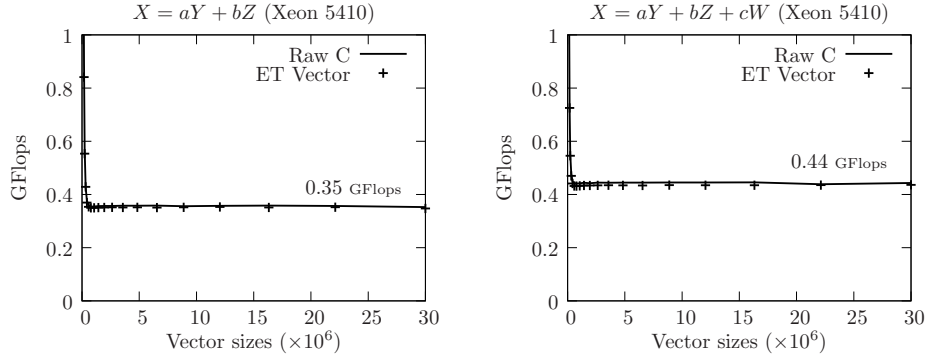 X = aY + bZ (Xeon 5410)
1
0.8
0.6
0.4
0.2
0
GFlops
Raw C
ET Vector
0.35 GFlops
0 5 10 15 20 25 30
Vector sizes (×10⁶)
X = aY + bZ + cW (Xeon 5410)
1
0.8
0.6
0.4
0.2
0
GFlops
Raw C
ET Vector
0.44 GFlops
0 5 10 15 20 25 30
Vector sizes (×10⁶)